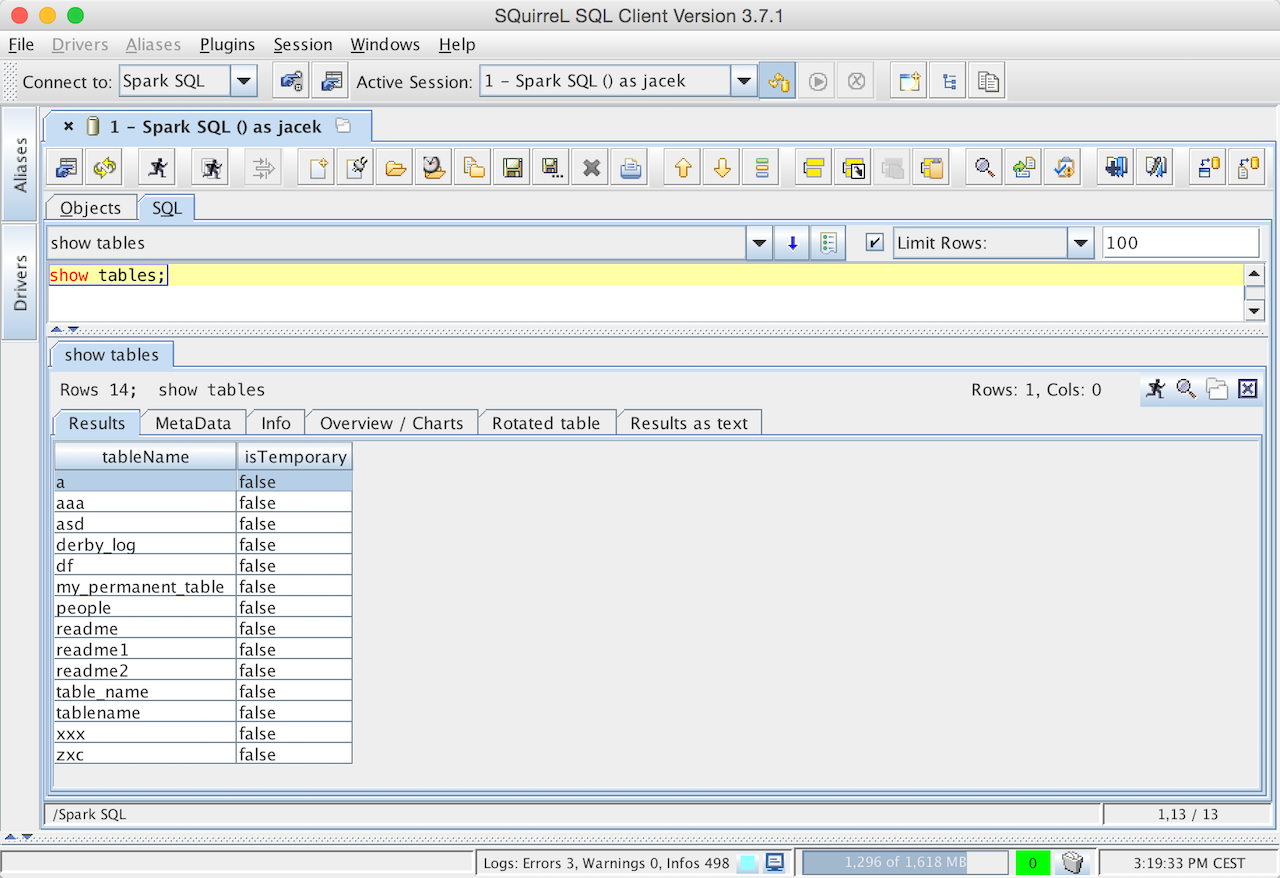 SQuirreL SQL Client Version 3.7.1
File Drivers Aliases Plugins Session Windows Help
Connect to: Spark SQL Active Session: 1 – Spark SQL () as jacek
Aliases
Drivers
1 – Spark SQL () as jacek
Objects SQL
show tables Limit Rows: 100
show tables;
show tables
Rows 14; show tables Rows: 1, Cols: 0
Results MetaData Info Overview / Charts Rotated table Results as text
tableName isTemporary
a false
aaa false
asd false
derby_log false
df false
my_permanent_table false
people false
readme false
readme1 false
readme2 false
table_name false
tablename false
xxx false
zxc false
/Spark SQL 1,13 / 13
Logs: Errors 3, Warnings 0, Infos 498 1,296 of 1,618 MB 0 3:19:33 PM CEST